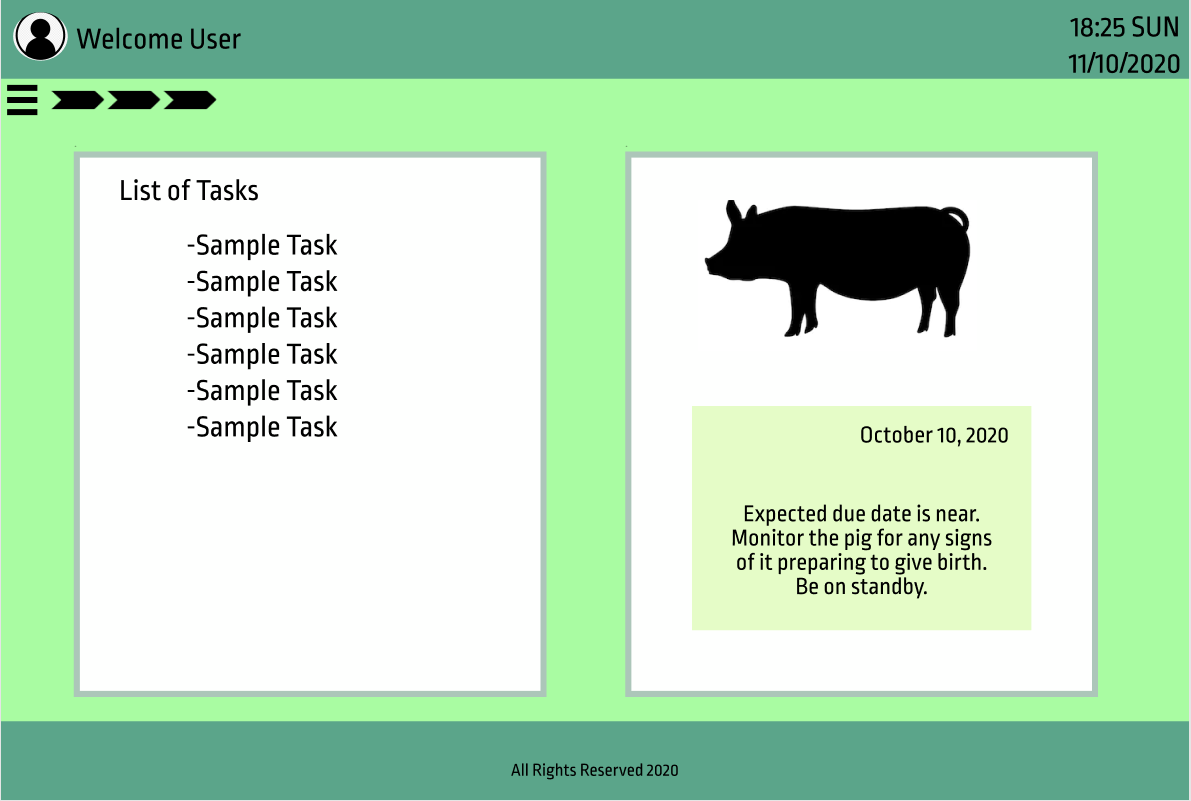 Welcome User
18:25 SUN
11/10/2020
List of Tasks
-Sample Task
-Sample Task
-Sample Task
-Sample Task
-Sample Task
-Sample Task
October 10, 2020
Expected due date is near.
Monitor the pig for any signs
of it preparing to give birth.
Be on standby.
All Rights Reserved 2020